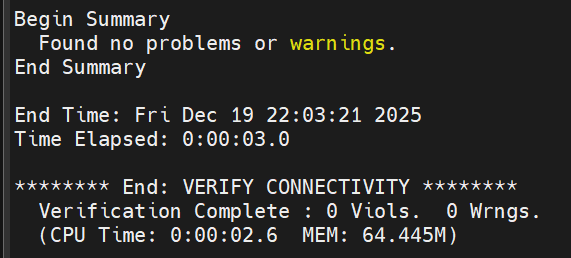 Begin Summary
  Found no problems or warnings.
End Summary

End Time: Fri Dec 19 22:03:21 2025
Time Elapsed: 0:00:03.0

******** End: VERIFY CONNECTIVITY ********
  Verification Complete : 0 Viols.  0 Wrngs.
  (CPU Time: 0:00:02.6  MEM: 64.445M)